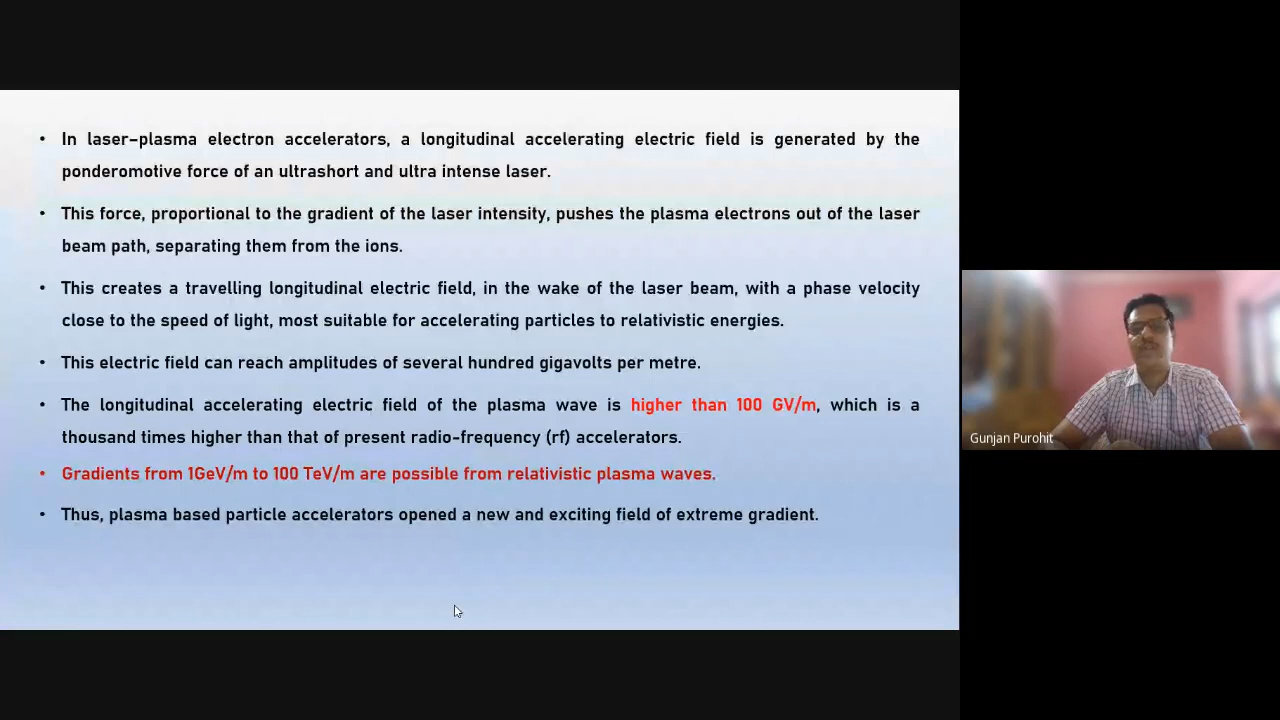 • In laser–plasma electron accelerators, a longitudinal accelerating electric field is generated by the
ponderomotive force of an ultrashort and ultra intense laser.
• This force, proportional to the gradient of the laser intensity, pushes the plasma electrons out of the laser
beam path, separating them from the ions.
• This creates a travelling longitudinal electric field, in the wake of the laser beam, with a phase velocity
close to the speed of light, most suitable for accelerating particles to relativistic energies.
• This electric field can reach amplitudes of several hundred gigavolts per metre.
• The longitudinal accelerating electric field of the plasma wave is higher than 100 GV/m, which is a
thousand times higher than that of present radio-frequency (rf) accelerators.
• Gradients from 1GeV/m to 100 TeV/m are possible from relativistic plasma waves.
• Thus, plasma based particle accelerators opened a new and exciting field of extreme gradient.
Gunjan Purohit